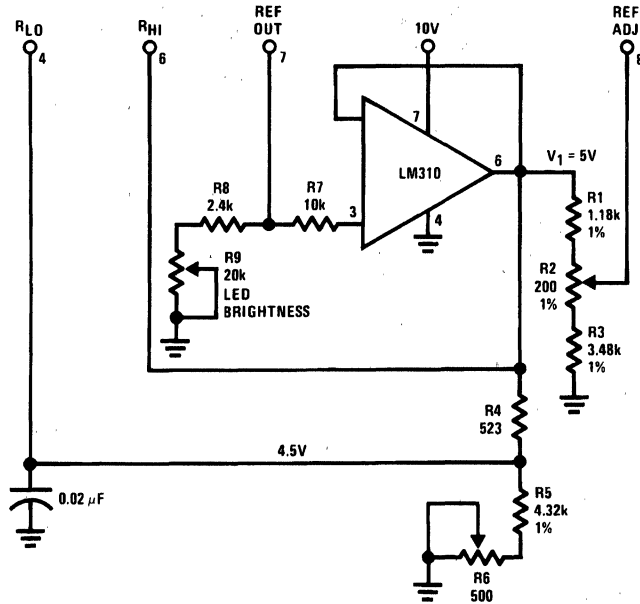 RLO
4
RHI
6
REF
OUT
7
10V
REF
ADJ
8
7
6
V1 = 5V
LM310
3
4
R8
2.4k
R7
10k
R1
1.18k
1%
R9
20k
LED
BRIGHTNESS
R2
200
1%
R3
3.48k
1%
R4
523
4.5V
0.02 μF
R5
4.32k
1%
R6
500